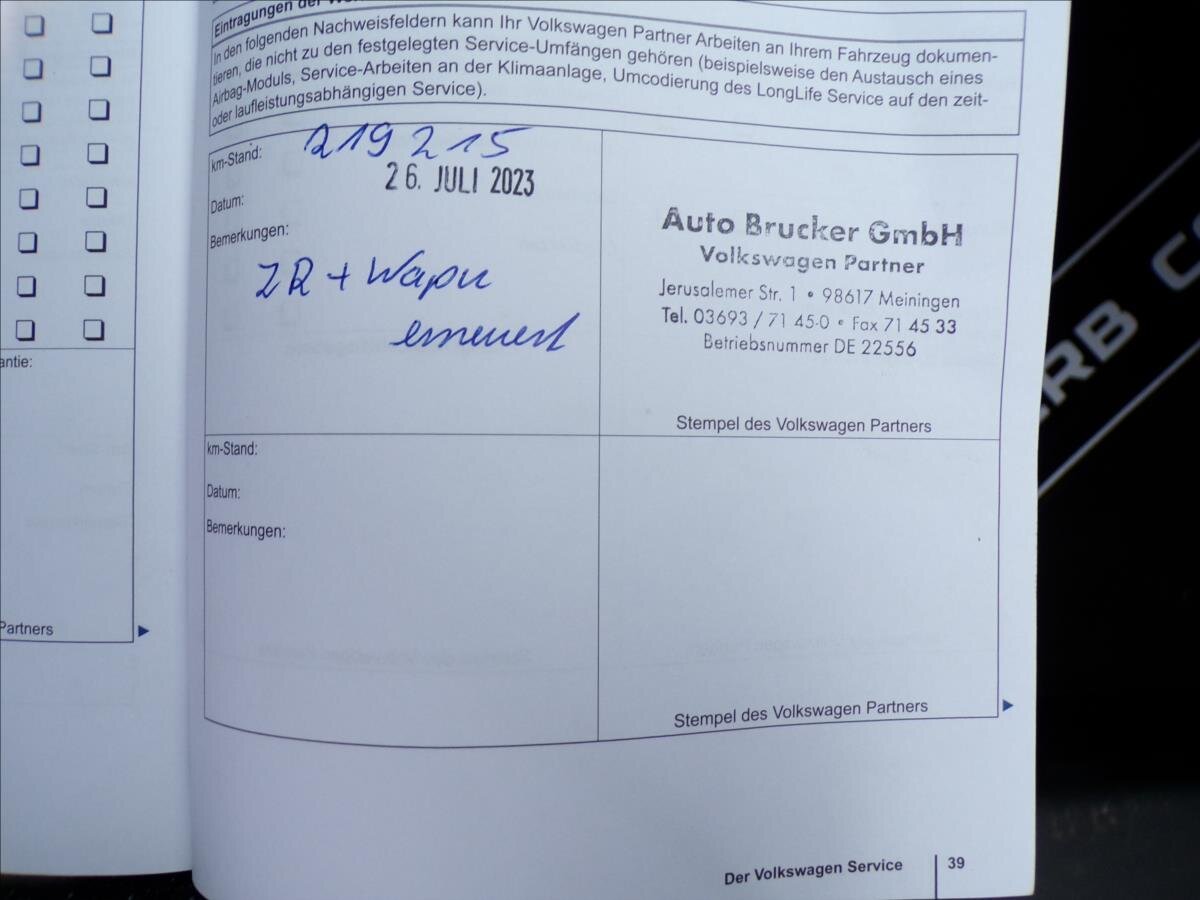 Eintragungen der
In den folgenden Nachweisfeldern kann Ihr Volkswagen Partner Arbeiten an Ihrem Fahrzeug dokumen-
tieren, die nicht zu den festgelegten Service-Umfängen gehören (beispielsweise den Austausch eines
Airbag-Moduls, Service-Arbeiten an der Klimaanlage, Umcodierung des LongLife Service auf den zeit-
oder laufleistungsabhängigen Service).
km-Stand: 219 215
26. JULI 2023
Datum:
Bemerkungen:
ZR + Wapu
erneuert
Auto Brucker GmbH
Volkswagen Partner
Jerusalemer Str. 1 • 98617 Meiningen
Tel. 03693 / 71 45-0 • Fax 71 45 33
Betriebsnummer DE 22556
Stempel des Volkswagen Partners
km-Stand:
Datum:
Bemerkungen:
Stempel des Volkswagen Partners
antie:
Partners
Der Volkswagen Service 39